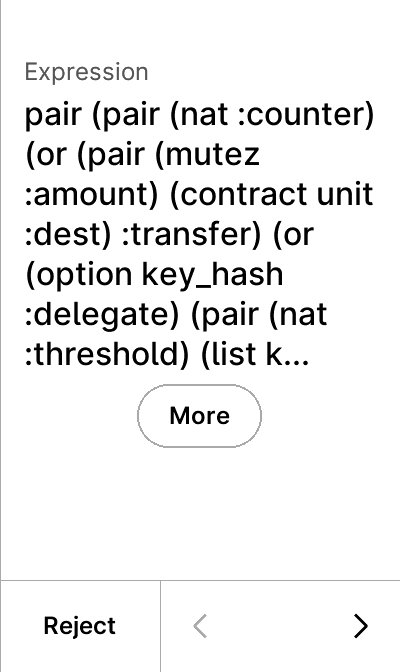 Expression
pair (pair (nat :counter)
(or (pair (mutez
:amount) (contract unit
:dest) :transfer) (or
(option key_hash
:delegate) (pair (nat
:threshold) (list k...
More
Reject